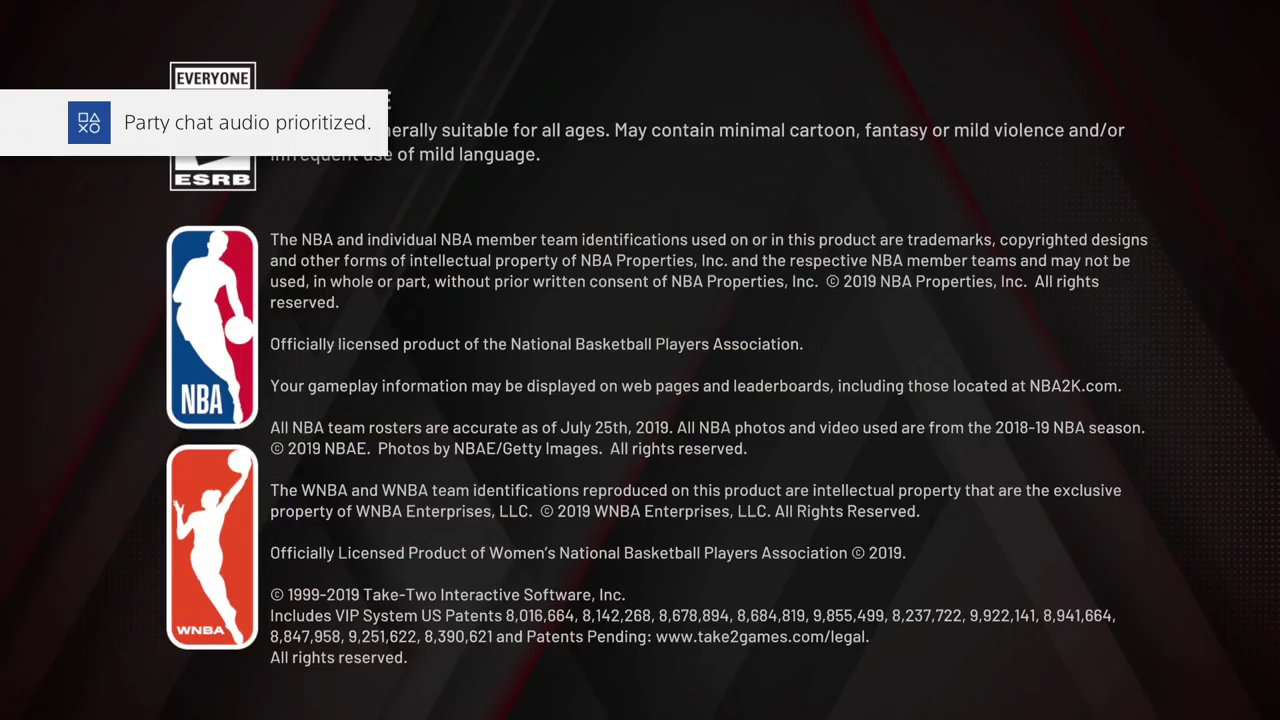 EVERYONE
Party chat audio prioritized.
erally suitable for all ages. May contain minimal cartoon, fantasy or mild violence and/or
infrequent use of mild language.
ESRB
The NBA and individual NBA member team identifications used on or in this product are trademarks, copyrighted designs
and other forms of intellectual property of NBA Properties, Inc. and the respective NBA member teams and may not be
used, in whole or part, without prior written consent of NBA Properties, Inc. © 2019 NBA Properties, Inc. All rights
reserved.
Officially licensed product of the National Basketball Players Association.
Your gameplay information may be displayed on web pages and leaderboards, including those located at NBA2K.com.
NBA
All NBA team rosters are accurate as of July 25th, 2019. All NBA photos and video used are from the 2018-19 NBA season.
© 2019 NBAE. Photos by NBAE/Getty Images. All rights reserved.
The WNBA and WNBA team identifications reproduced on this product are intellectual property that are the exclusive
property of WNBA Enterprises, LLC. © 2019 WNBA Enterprises, LLC. All Rights Reserved.
Officially Licensed Product of Women's National Basketball Players Association © 2019.
© 1999-2019 Take-Two Interactive Software, Inc.
Includes VIP System US Patents 8,016,664, 8,142,268, 8,678,894, 8,684,819, 9,855,499, 8,237,722, 9,922,141, 8,941,664,
WNBA
8,847,958, 9,251,622, 8,390,621 and Patents Pending: www.take2games.com/legal.
All rights reserved.